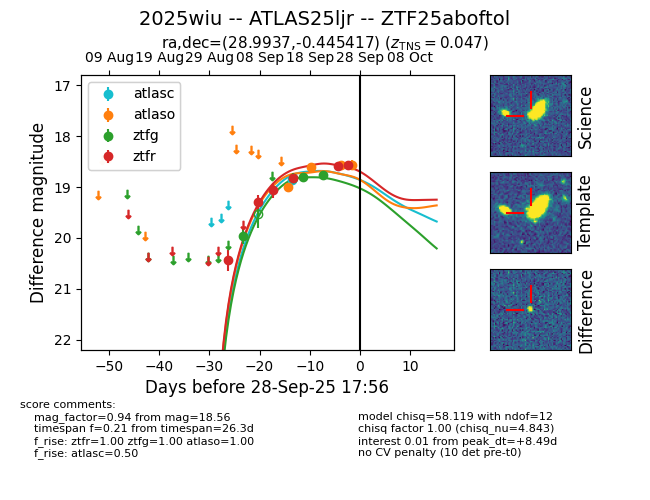 2025wiu -- ATLAS25ljr -- ZTF25aboftol
ra,dec=(28.9937,-0.445417) (z_TNS = 0.047)
09 Aug 19 Aug 29 Aug 08 Sep 18 Sep 28 Sep 08 Oct
17
18
19
20
21
22
Difference magnitude
atlasc
atlaso
ztfg
ztfr
−50 −40 −30 −20 −10 0 10
Days before 28-Sep-25 17:56
Science
Template
Difference
score comments:
mag_factor=0.94 from mag=18.56
timespan f=0.21 from timespan=26.3d
f_rise: ztfr=1.00 ztfg=1.00 atlaso=1.00
f_rise: atlasc=0.50
model chisq=58.119 with ndof=12
chisq factor 1.00 (chisq_nu=4.843)
interest 0.01 from peak_dt=+8.49d
no CV penalty (10 det pre-t0)